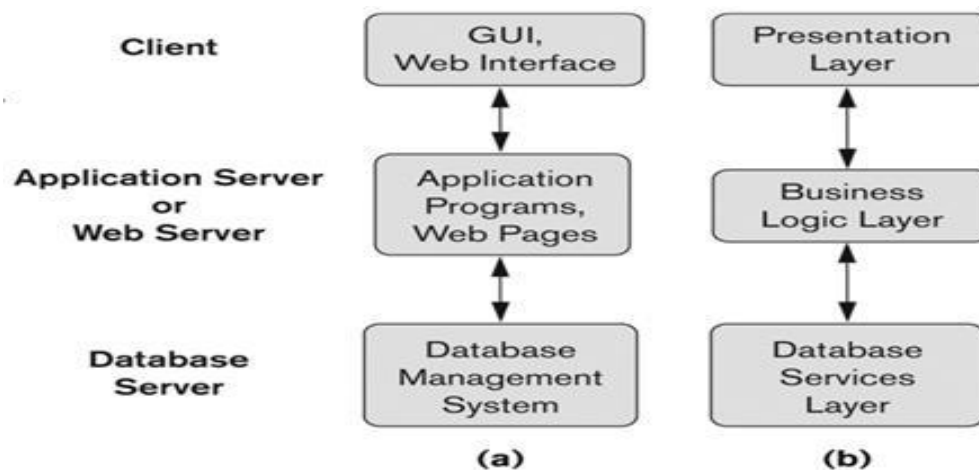 Client
GUI,
Web Interface
Presentation
Layer
Application Server
or
Web Server
Application
Programs,
Web Pages
Business
Logic Layer
Database
Server
Database
Management
System
Database
Services
Layer
(a)
(b)